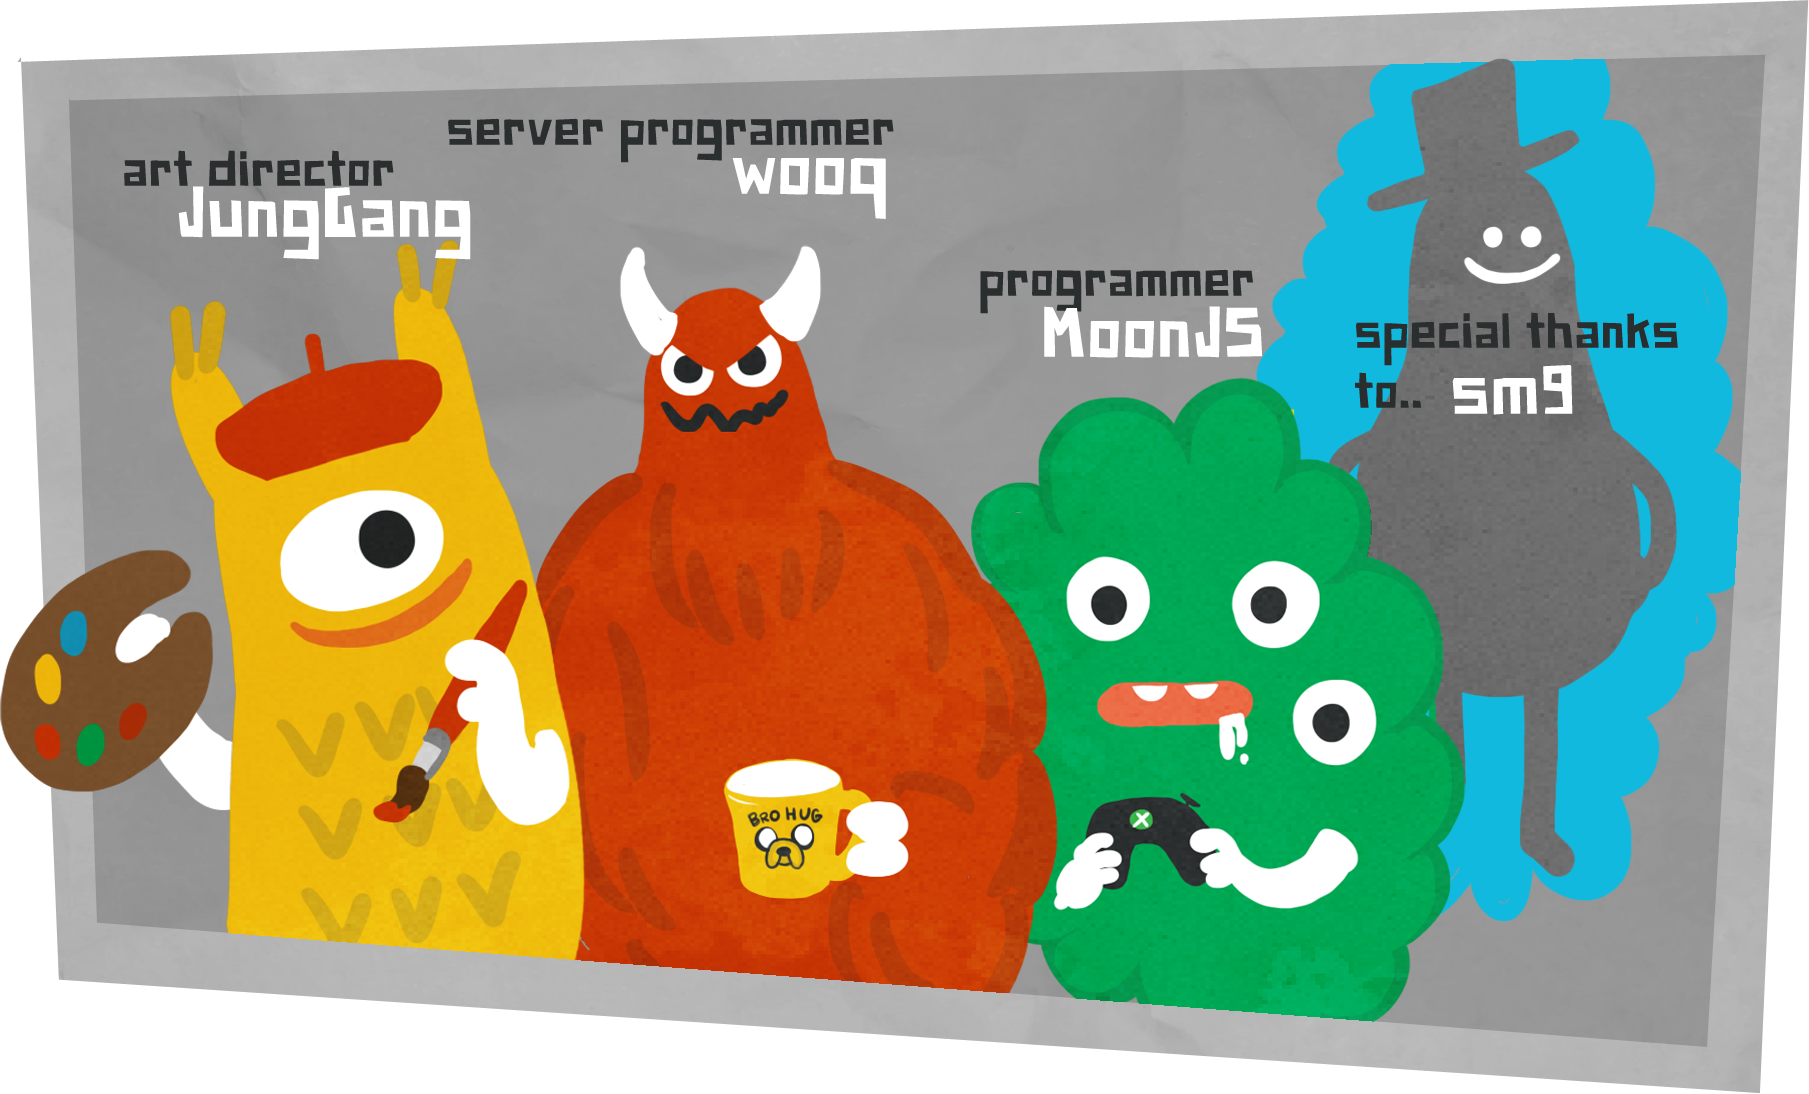 art director
JungGang
server programmer
wooq
programmer
MoonJS
special thanks
to.. smg
BRO HUG